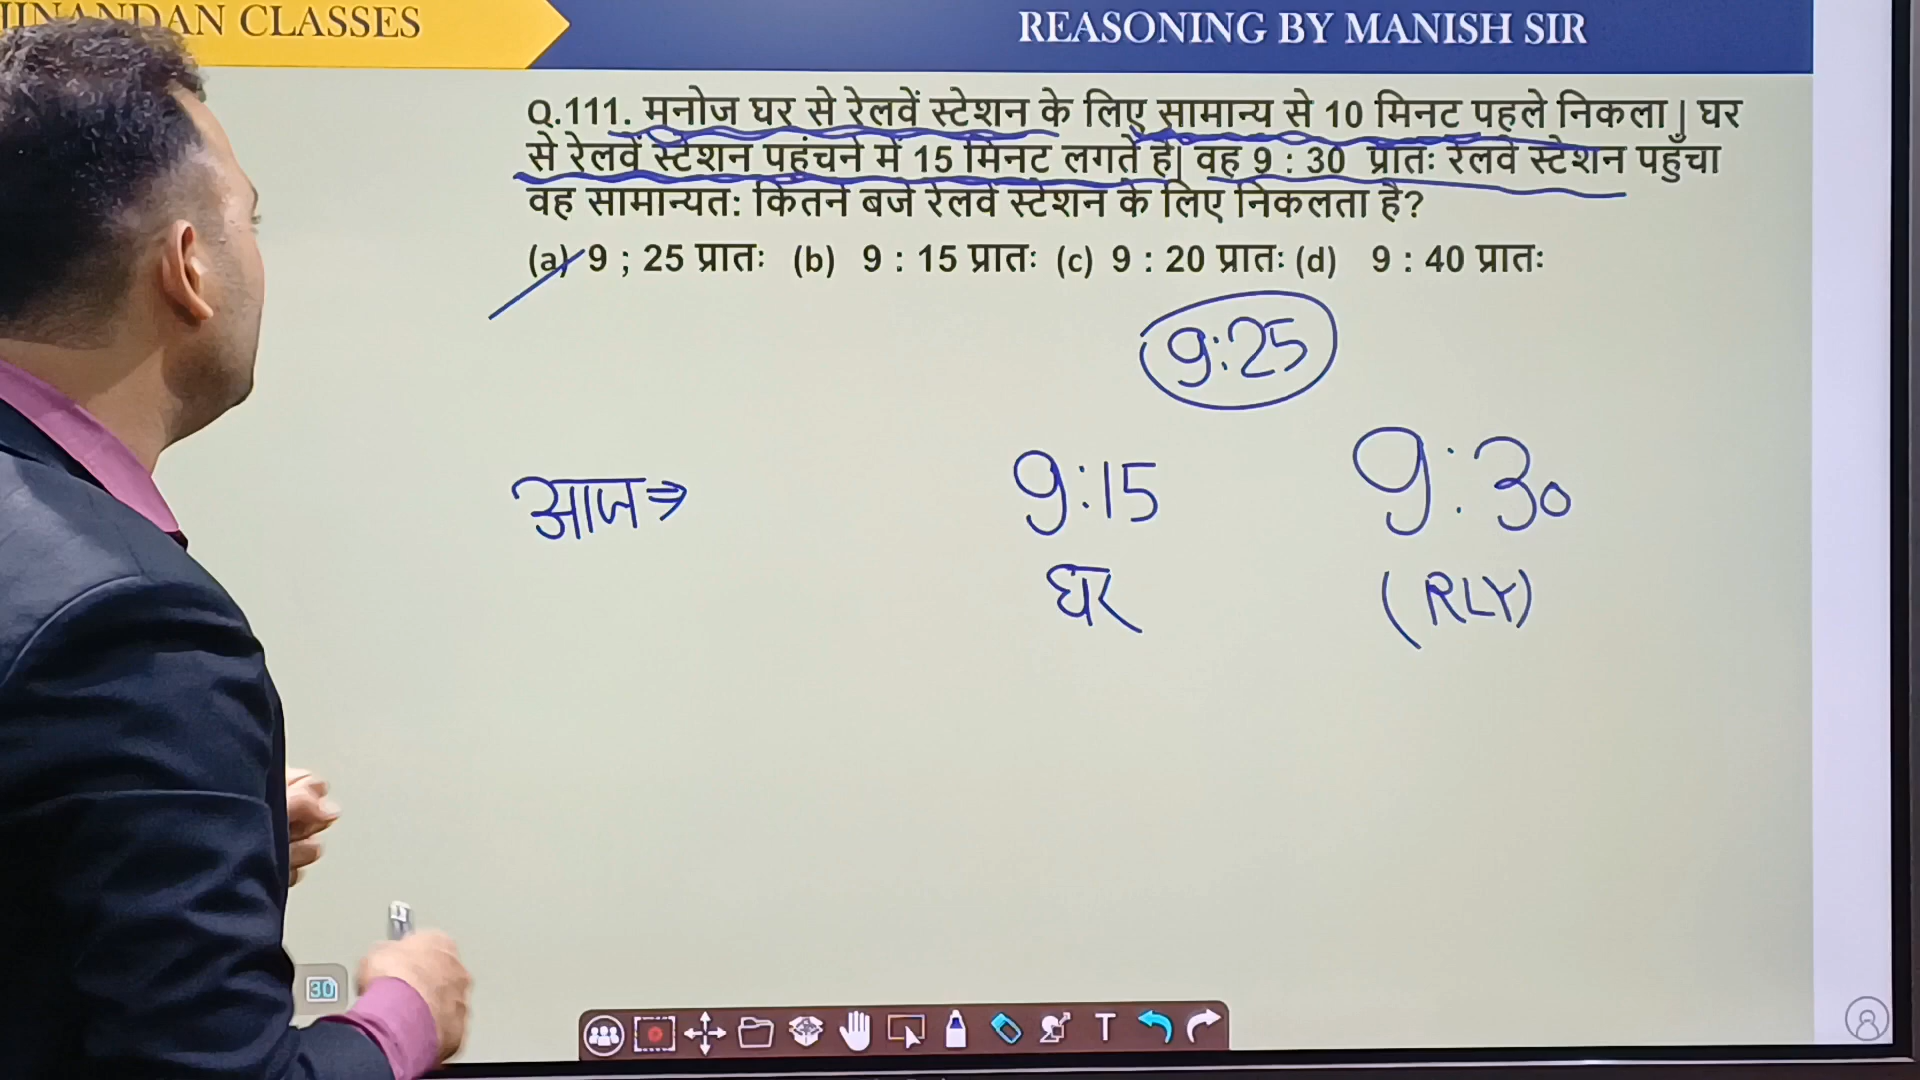 JINANDAN CLASSES
REASONING BY MANISH SIR
Q.111. मनोज घर से रेलवें स्टेशन के लिए सामान्य से 10 मिनट पहले निकला | घर
से रेलवें स्टेशन पहंचने में 15 मिनट लगते है| वह 9 : 30 प्रातः रेलवे स्टेशन पहुँचा
वह सामान्यत: कितने बजे रेलवे स्टेशन के लिए निकलता है?
(a) 9 ; 25 प्रातः (b) 9 : 15 प्रातः (c) 9 : 20 प्रातः (d) 9 : 40 प्रातः
9:25
आज⇒ 9:15 9:30
घर (RLY)
30
T